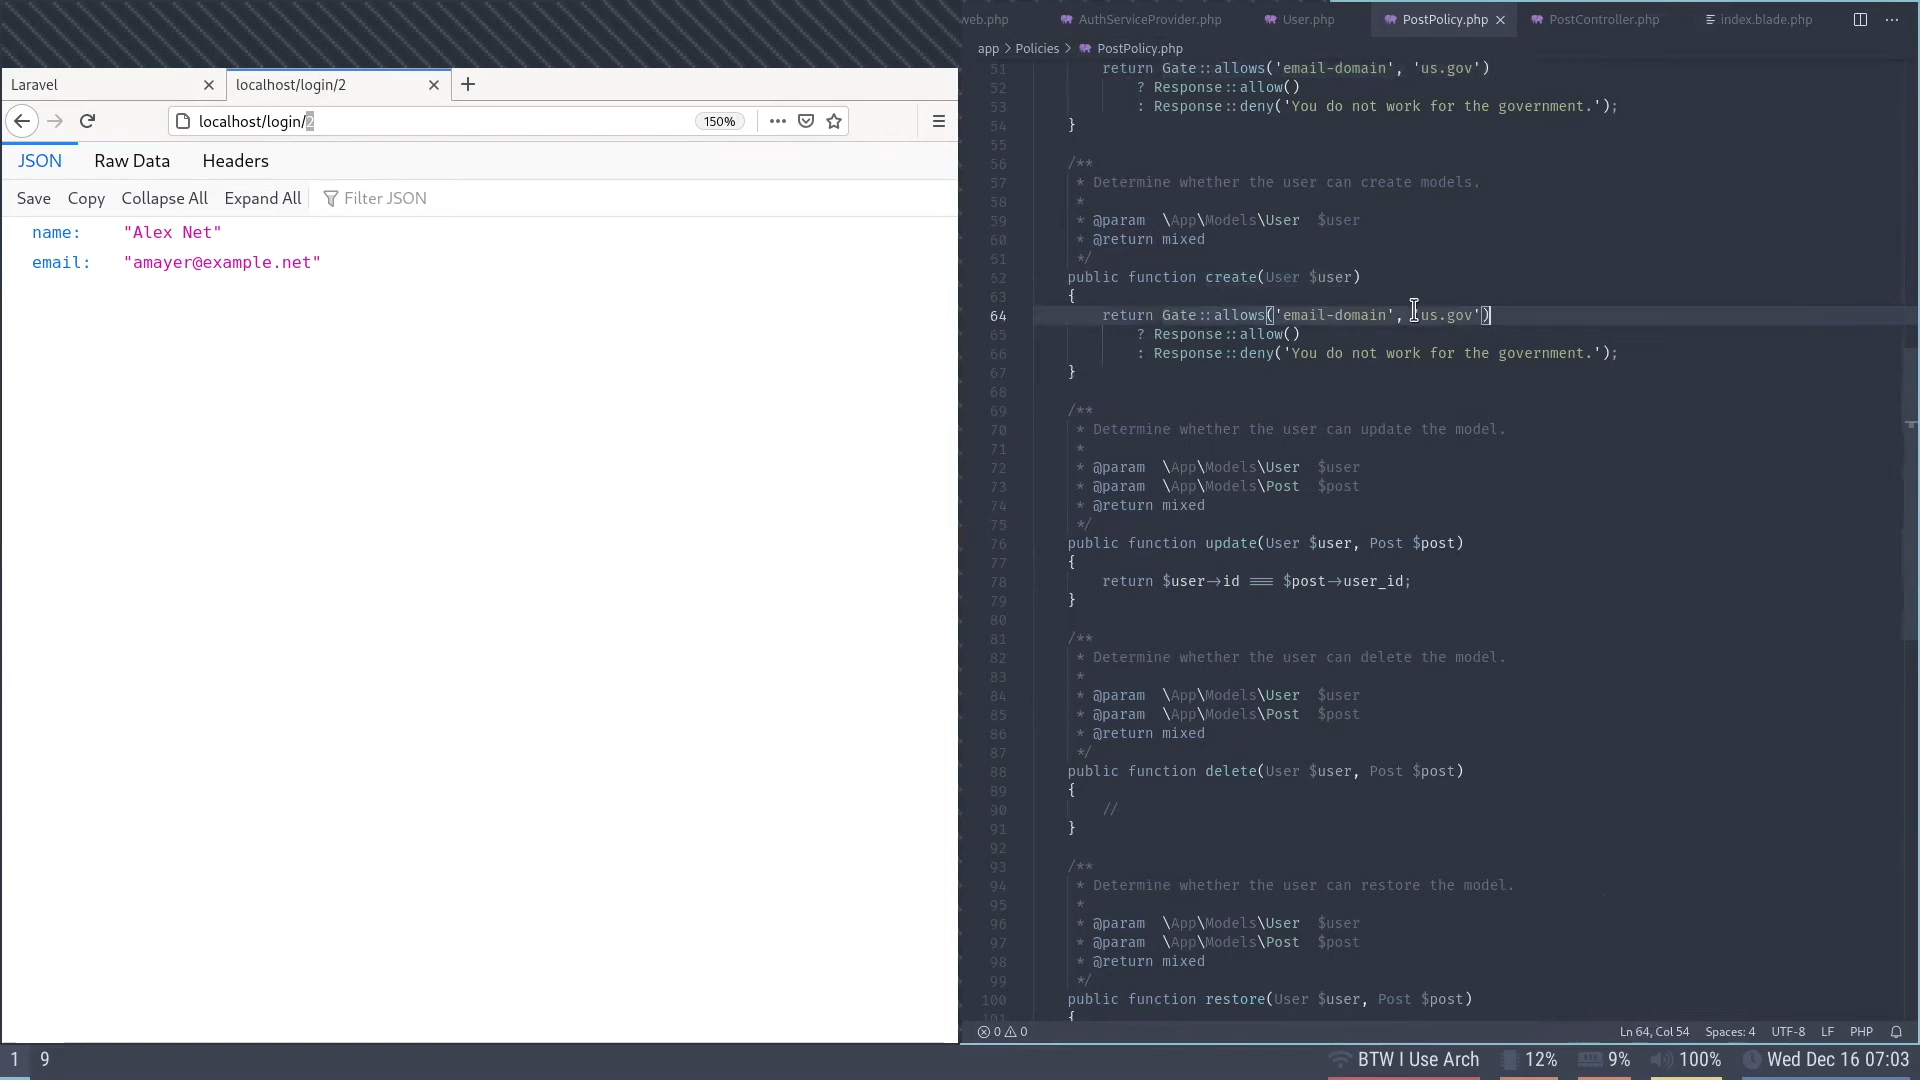 Laravel
localhost/login/2
localhost/login/2
150%
JSON
Raw Data
Headers
Save
Copy
Collapse All
Expand All
Filter JSON
name: "Alex Net"
email: "amayer@example.net"
web.php
AuthServiceProvider.php
User.php
PostPolicy.php
PostController.php
index.blade.php
app > Policies > PostPolicy.php
51 return Gate::allows('email-domain', 'us.gov')
52 ? Response::allow()
53 : Response::deny('You do not work for the government.');
54 }
55
56 /**
57 * Determine whether the user can create models.
58 *
59 * @param \App\Models\User $user
60 * @return mixed
61 */
62 public function create(User $user)
63 {
64 return Gate::allows('email-domain', 'us.gov')
65 ? Response::allow()
66 : Response::deny('You do not work for the government.');
67 }
68
69 /**
70 * Determine whether the user can update the model.
71 *
72 * @param \App\Models\User $user
73 * @param \App\Models\Post $post
74 * @return mixed
75 */
76 public function update(User $user, Post $post)
77 {
78 return $user->id === $post->user_id;
79 }
80
81 /**
82 * Determine whether the user can delete the model.
83 *
84 * @param \App\Models\User $user
85 * @param \App\Models\Post $post
86 * @return mixed
87 */
88 public function delete(User $user, Post $post)
89 {
90 //
91 }
92
93 /**
94 * Determine whether the user can restore the model.
95 *
96 * @param \App\Models\User $user
97 * @param \App\Models\Post $post
98 * @return mixed
99 */
100 public function restore(User $user, Post $post)
101 {
0 0
Ln 64, Col 54
Spaces: 4
UTF-8
LF
PHP
1 9
BTW I Use Arch
12%
9%
100%
Wed Dec 16 07:03